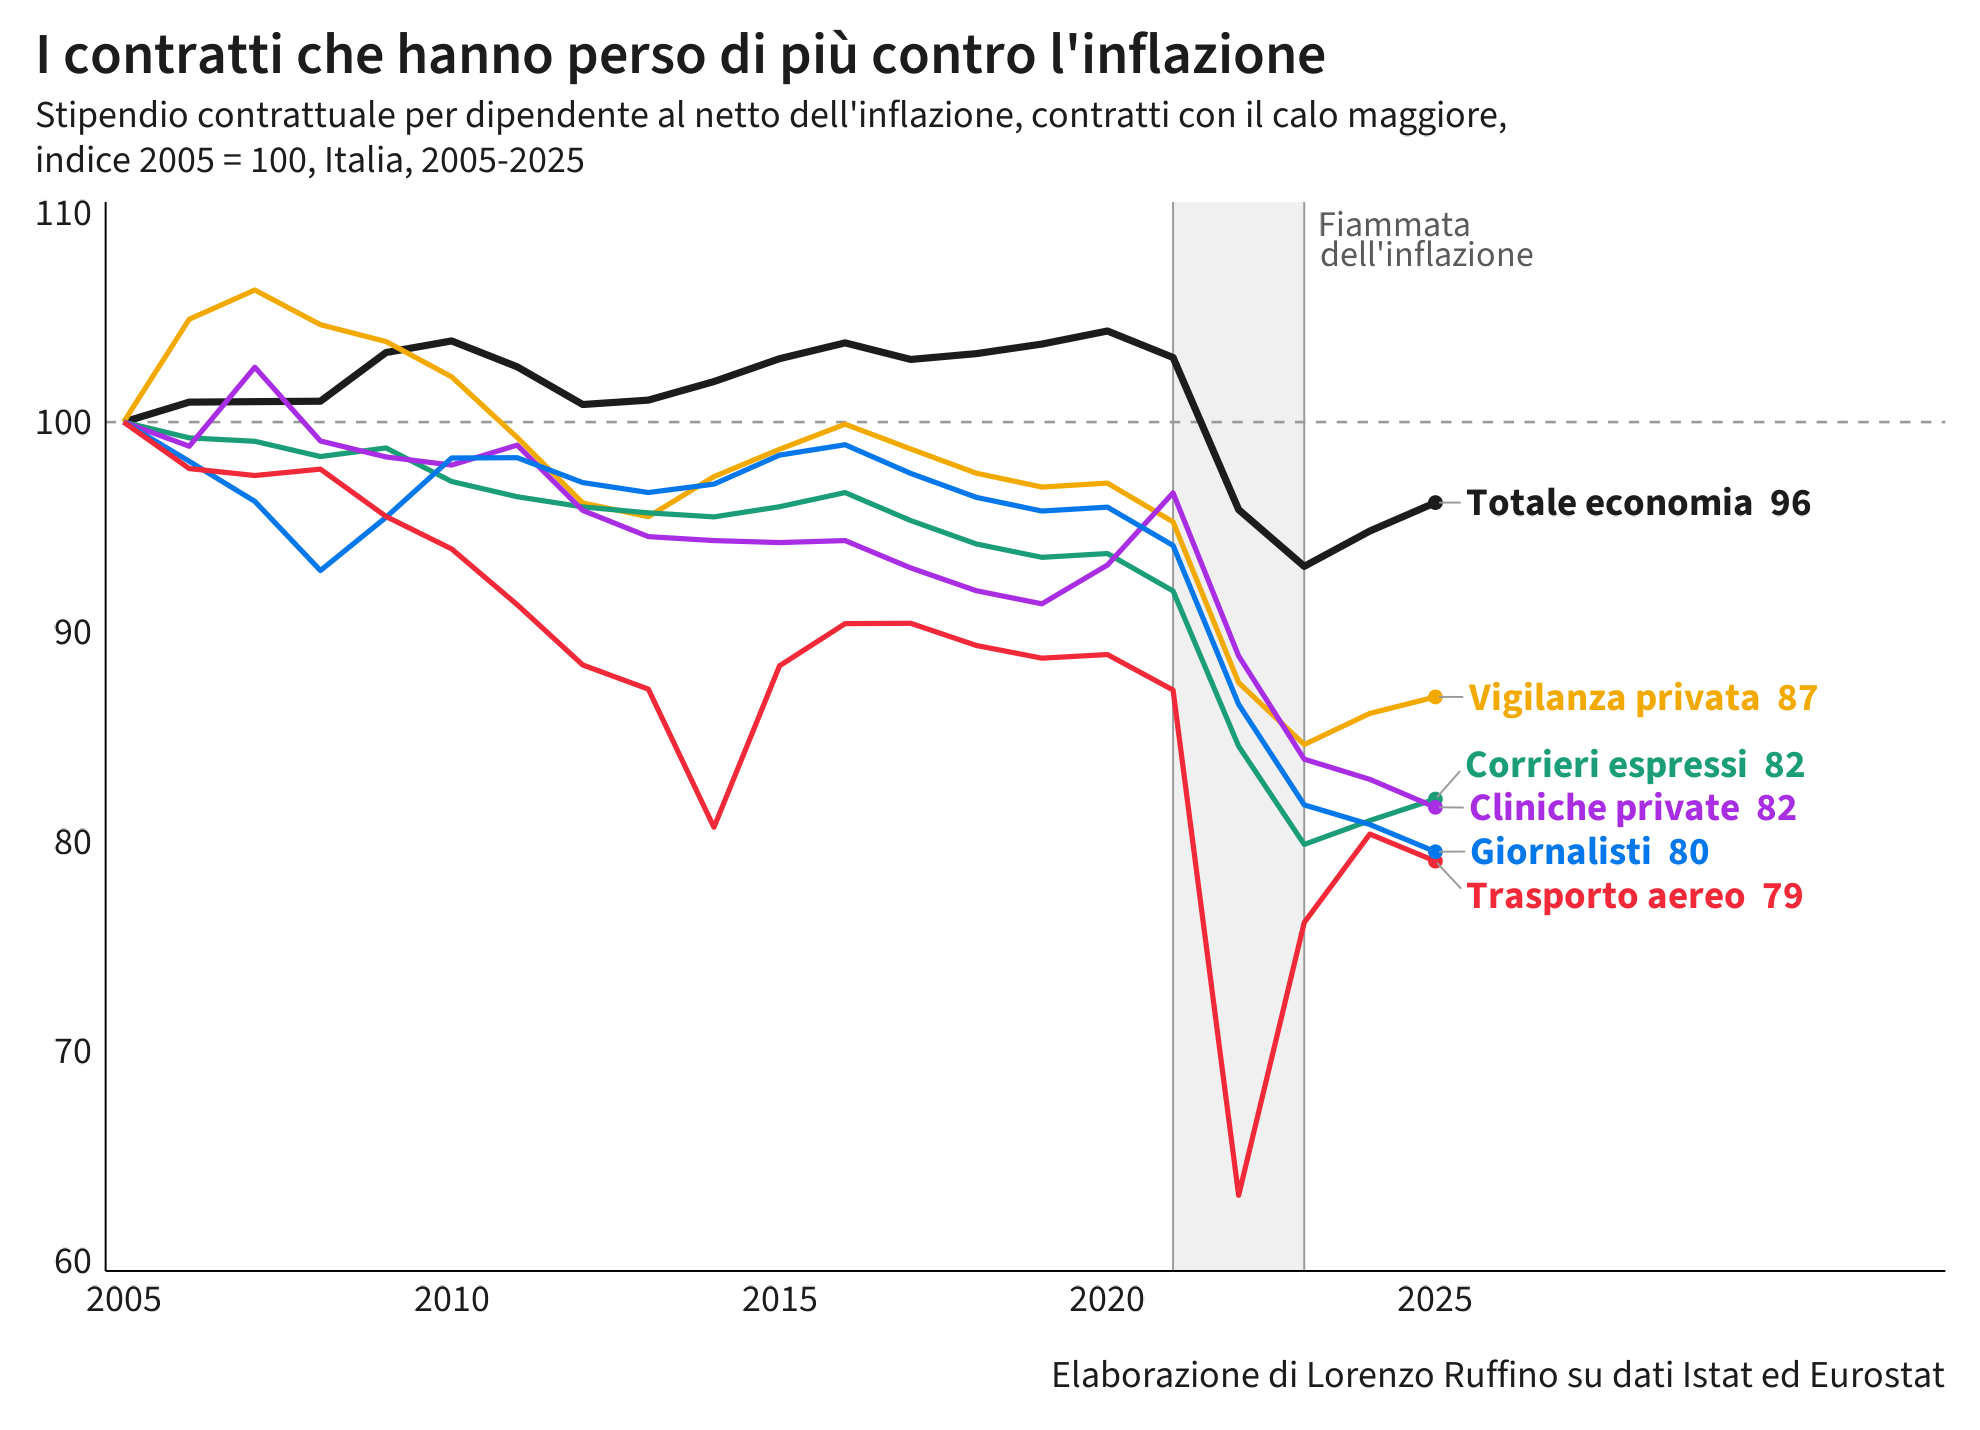 I contratti che hanno perso di più contro l'inflazione
Stipendio contrattuale per dipendente al netto dell'inflazione, contratti con il calo maggiore,
indice 2005 = 100, Italia, 2005-2025
110
Fiammata
dell'inflazione
100
Totale economia 96
90
Vigilanza privata 87
Corrieri espressi 82
Cliniche private 82
80
Giornalisti 80
Trasporto aereo 79
70
60
2005 2010 2015 2020 2025
Elaborazione di Lorenzo Ruffino su dati Istat ed Eurostat